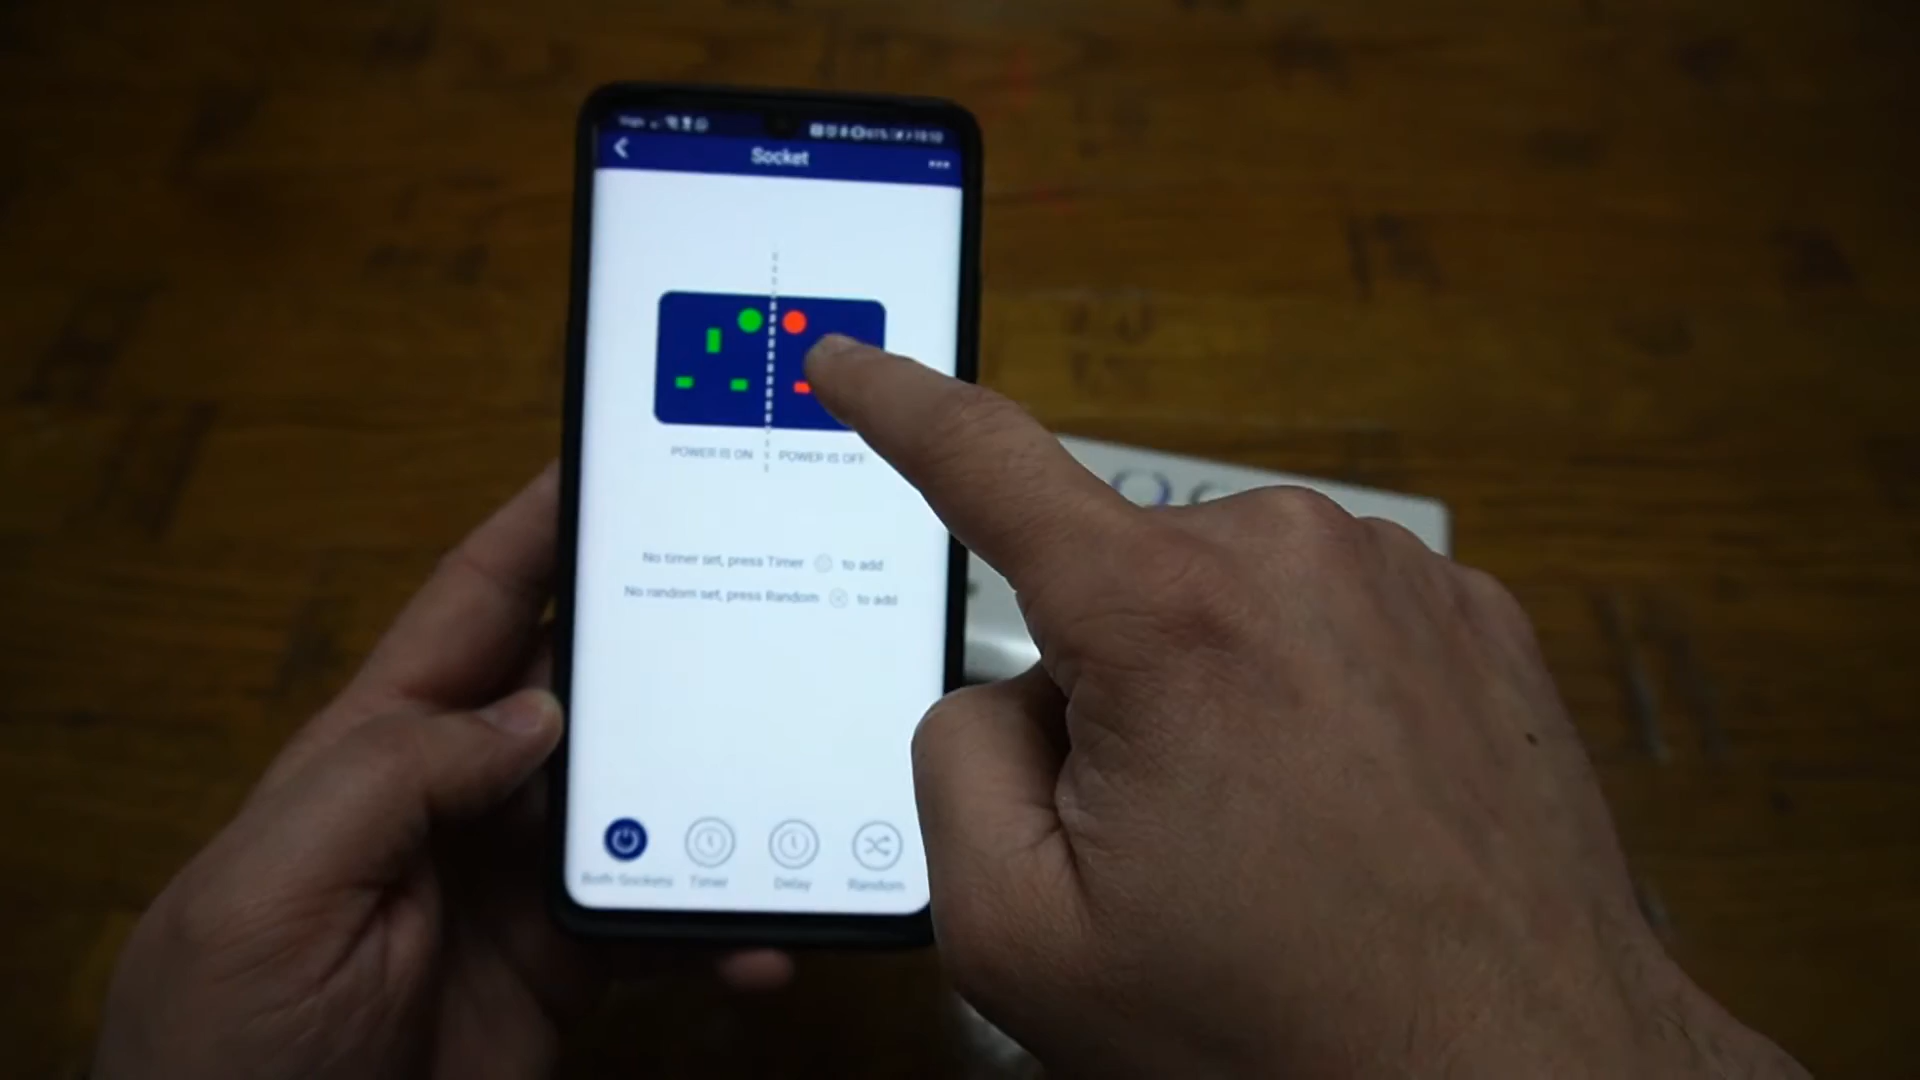 Socket
POWER IS ON
POWER IS OFF
No timer set, press Timer to add
No random set, press Random to add
Both Sockets
Timer
Delay
Random